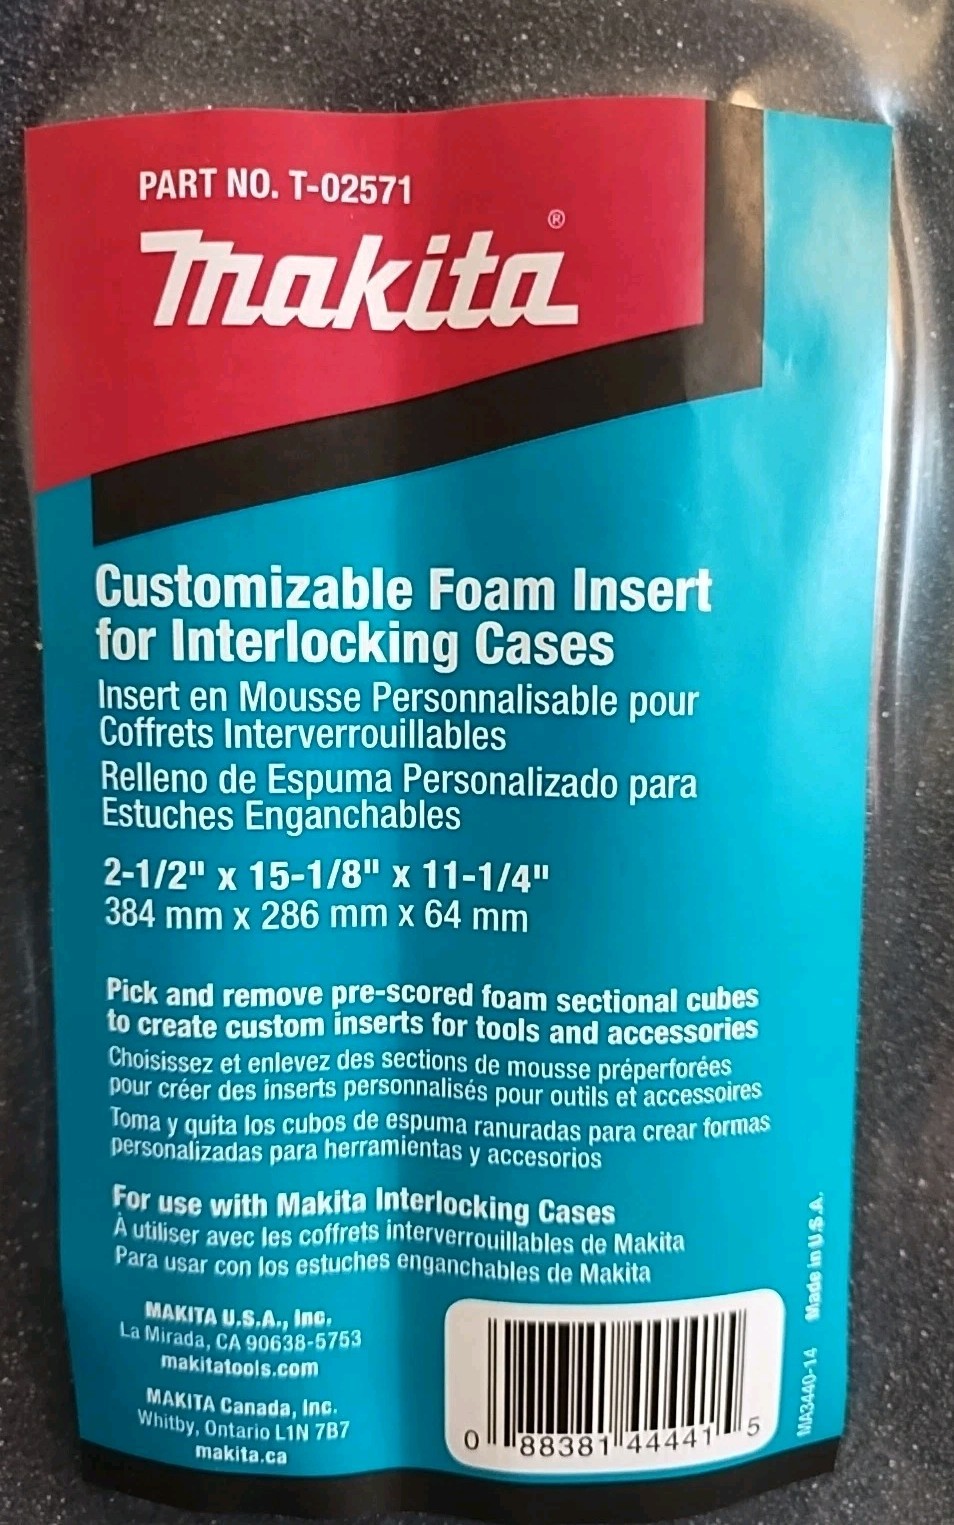 PART NO. T-02571
makita®
Customizable Foam Insert
for Interlocking Cases
Insert en Mousse Personnalisable pour
Coffrets Interverrouillables
Relleno de Espuma Personalizado para
Estuches Enganchables
2-1/2" x 15-1/8" x 11-1/4"
384 mm x 286 mm x 64 mm
Pick and remove pre-scored foam sectional cubes
to create custom inserts for tools and accessories
Choisissez et enlevez des sections de mousse préperforées
pour créer des inserts personnalisés pour outils et accessoires
Toma y quita los cubos de espuma ranuradas para crear formas
personalizadas para herramientas y accesorios
For use with Makita Interlocking Cases
À utiliser avec les coffrets interverrouillables de Makita
Para usar con los estuches enganchables de Makita
MAKITA U.S.A., Inc.
La Mirada, CA 90638-5753
makitatools.com
MAKITA Canada, Inc.
Whitby, Ontario L1N 7B7
makita.ca
0 88381 44441 5
MA3440-14 Made in U.S.A.